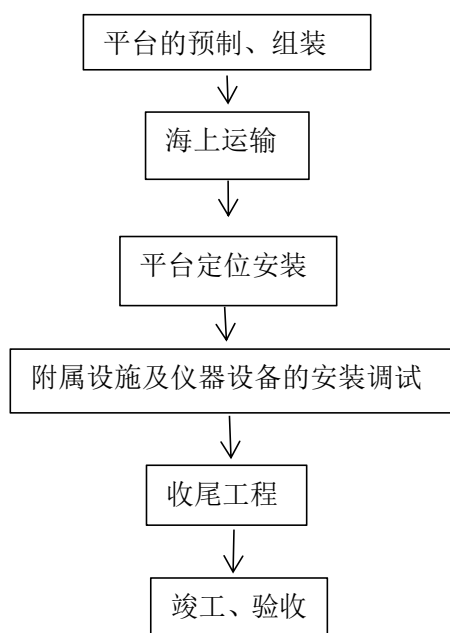 平台的预制、组装
海上运输
平台定位安装
附属设施及仪器设备的安装调试
收尾工程
竣工、验收